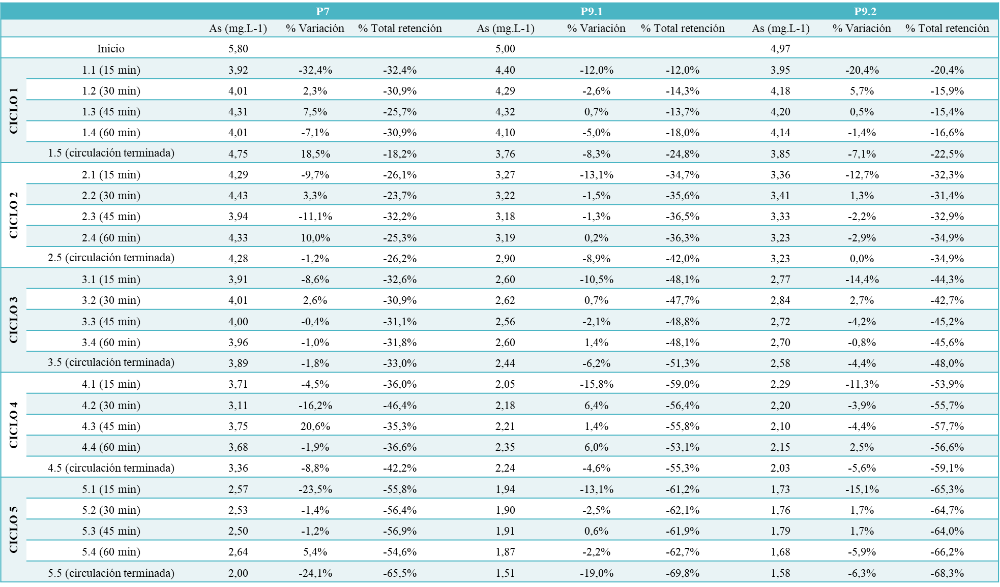 P7 P9.1 P9.2
As (mg.L-1) % Variación % Total retención As (mg.L-1) % Variación % Total retención As (mg.L-1) % Variación % Total retención
Inicio 5,80 5,00 4,97
CICLO 1
1.1 (15 min) 3,92 -32,4% -32,4% 4,40 -12,0% -12,0% 3,95 -20,4% -20,4%
1.2 (30 min) 4,01 2,3% -30,9% 4,29 -2,6% -14,3% 4,18 5,7% -15,9%
1.3 (45 min) 4,31 7,5% -25,7% 4,32 0,7% -13,7% 4,20 0,5% -15,4%
1.4 (60 min) 4,01 -7,1% -30,9% 4,10 -5,0% -18,0% 4,14 -1,4% -16,6%
1.5 (circulación terminada) 4,75 18,5% -18,2% 3,76 -8,3% -24,8% 3,85 -7,1% -22,5%
CICLO 2
2.1 (15 min) 4,29 -9,7% -26,1% 3,27 -13,1% -34,7% 3,36 -12,7% -32,3%
2.2 (30 min) 4,43 3,3% -23,7% 3,22 -1,5% -35,6% 3,41 1,3% -31,4%
2.3 (45 min) 3,94 -11,1% -32,2% 3,18 -1,3% -36,5% 3,33 -2,2% -32,9%
2.4 (60 min) 4,33 10,0% -25,3% 3,19 0,2% -36,3% 3,23 -2,9% -34,9%
2.5 (circulación terminada) 4,28 -1,2% -26,2% 2,90 -8,9% -42,0% 3,23 0,0% -34,9%
CICLO 3
3.1 (15 min) 3,91 -8,6% -32,6% 2,60 -10,5% -48,1% 2,77 -14,4% -44,3%
3.2 (30 min) 4,01 2,6% -30,9% 2,62 0,7% -47,7% 2,84 2,7% -42,7%
3.3 (45 min) 4,00 -0,4% -31,1% 2,56 -2,1% -48,8% 2,72 -4,2% -45,2%
3.4 (60 min) 3,96 -1,0% -31,8% 2,60 1,4% -48,1% 2,70 -0,8% -45,6%
3.5 (circulación terminada) 3,89 -1,8% -33,0% 2,44 -6,2% -51,3% 2,58 -4,4% -48,0%
CICLO 4
4.1 (15 min) 3,71 -4,5% -36,0% 2,05 -15,8% -59,0% 2,29 -11,3% -53,9%
4.2 (30 min) 3,11 -16,2% -46,4% 2,18 6,4% -56,4% 2,20 -3,9% -55,7%
4.3 (45 min) 3,75 20,6% -35,3% 2,21 1,4% -55,8% 2,10 -4,4% -57,7%
4.4 (60 min) 3,68 -1,9% -36,6% 2,35 6,0% -53,1% 2,15 2,5% -56,6%
4.5 (circulación terminada) 3,36 -8,8% -42,2% 2,24 -4,6% -55,3% 2,03 -5,6% -59,1%
CICLO 5
5.1 (15 min) 2,57 -23,5% -55,8% 1,94 -13,1% -61,2% 1,73 -15,1% -65,3%
5.2 (30 min) 2,53 -1,4% -56,4% 1,90 -2,5% -62,1% 1,76 1,7% -64,7%
5.3 (45 min) 2,50 -1,2% -56,9% 1,91 0,6% -61,9% 1,79 1,7% -64,0%
5.4 (60 min) 2,64 5,4% -54,6% 1,87 -2,2% -62,7% 1,68 -5,9% -66,2%
5.5 (circulación terminada) 2,00 -24,1% -65,5% 1,51 -19,0% -69,8% 1,58 -6,3% -68,3%